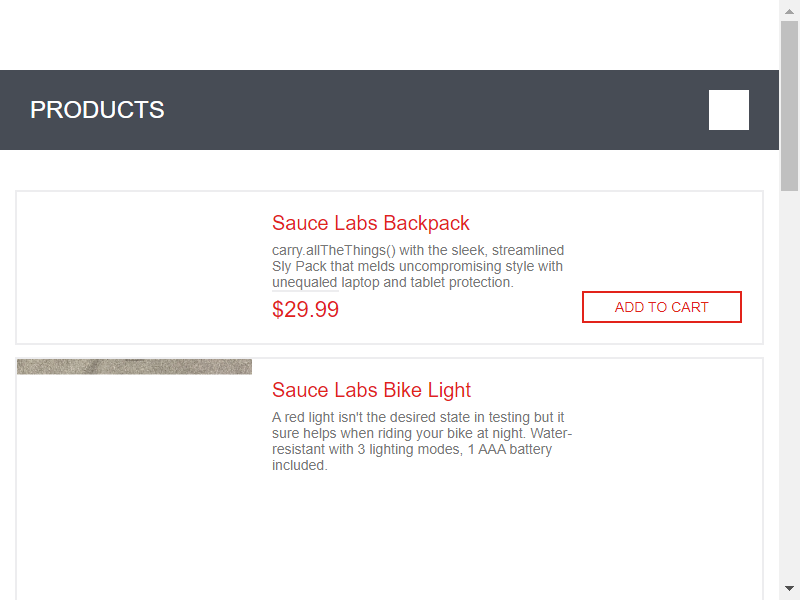 PRODUCTS
Sauce Labs Backpack
carry.allTheThings() with the sleek, streamlined
Sly Pack that melds uncompromising style with
unequaled laptop and tablet protection.
$29.99
ADD TO CART
Sauce Labs Bike Light
A red light isn't the desired state in testing but it
sure helps when riding your bike at night. Water-
resistant with 3 lighting modes, 1 AAA battery
included.